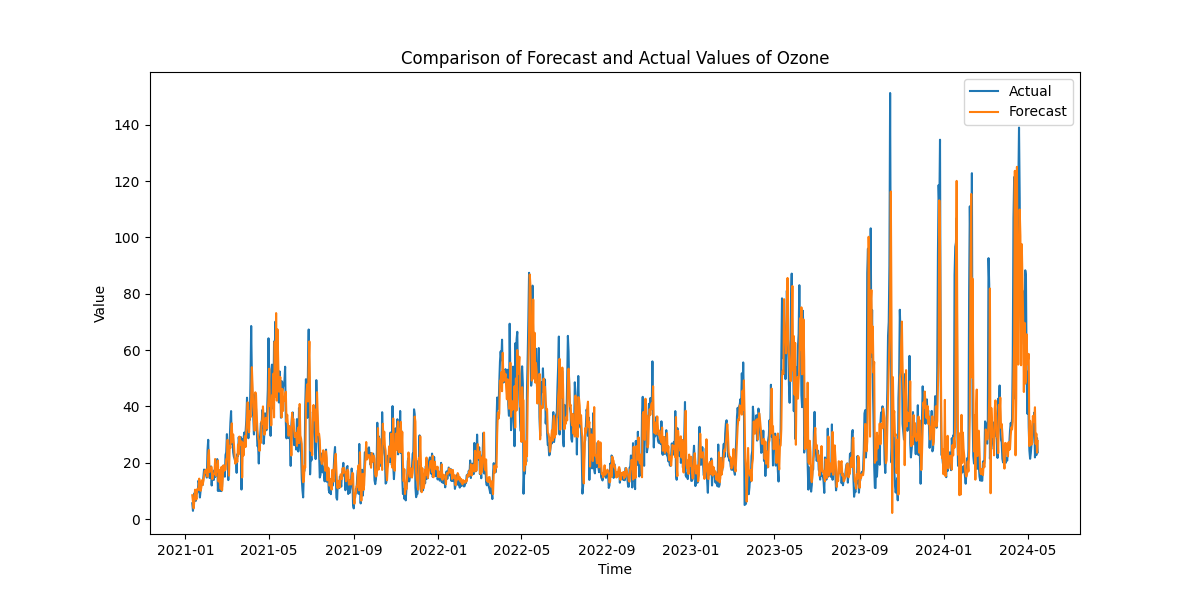 Comparison of Forecast and Actual Values of Ozone
Actual
Forecast
140
120
100
80
60
40
20
0
Value
2021-01 2021-05 2021-09 2022-01 2022-05 2022-09 2023-01 2023-05 2023-09 2024-01 2024-05
Time